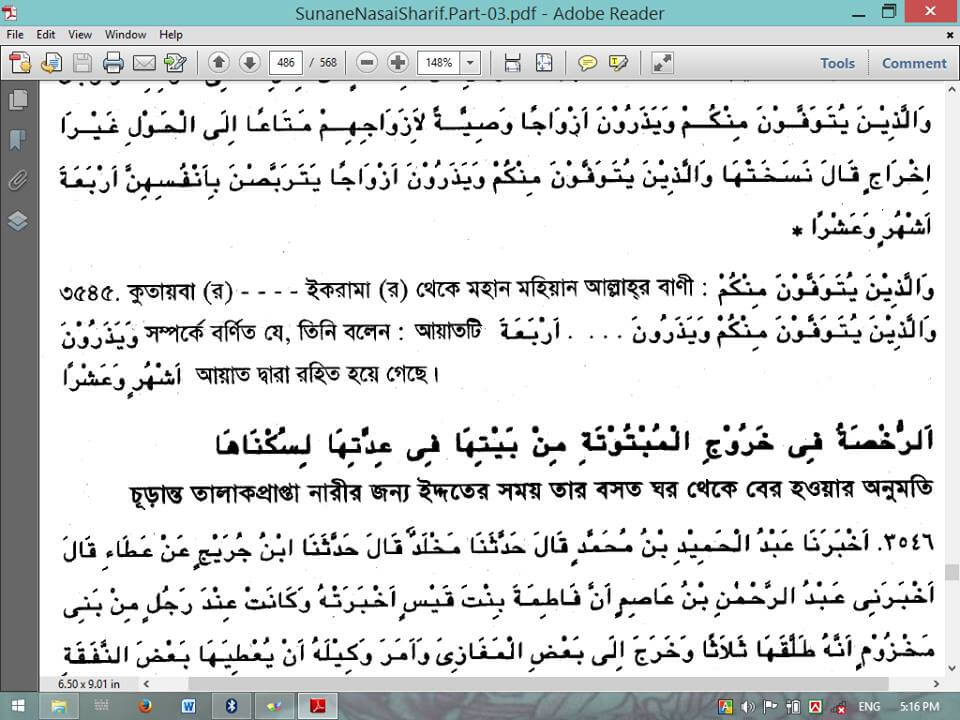 SunaneNasaiSharif.Part-03.pdf - Adobe Reader
File Edit View Window Help
486 / 568 148% Tools Comment
وَالَّذِيْنَ يُتَوَفَّوْنَ مِنْكُمْ وَيَذَرُوْنَ اَزْوَاجًا وَصِيَّةً لاَزْوَاجِهِمْ مَتَاعًا اِلَى الْحَوْلِ غَيْرَ
اِخْرَاجٍ قَالَ نَسَخَتْهَا وَالَّذِيْنَ يُتَوَفَّوْنَ مِنْكُمْ وَيَذَرُوْنَ اَزْوَاجًا يَتَرَبَّصْنَ بِاَنْفُسِهِنَّ اَرْبَعَةَ
اَشْهُرٍ وَعَشْرًا *
৩৫৪৫. কুতায়বা (র) - - - - ইকরামা (র) থেকে মহান মহিয়ান আল্লাহ্‌র বাণী : وَالَّذِيْنَ يُتَوَفَّوْنَ مِنْكُمْ
وَيَذَرُوْنَ সম্পর্কে বর্ণিত যে, তিনি বলেন : আয়াতটি وَالَّذِيْنَ يُتَوَفَّوْنَ مِنْكُمْ وَيَذَرُونَ . . . . اَرْبَعَةَ
اَشْهُرٍ وَعَشْرًا আয়াত দ্বারা রহিত হয়ে গেছে।
اَلرُّخْصَةُ فِى خَرُوْجِ الْمُبْتُوْتَةِ مِنْ بَيْتِهَا فِى عِدَّتِهَا لِسُكْنَاهَا
চূড়ান্ত তালাকপ্রাপ্তা নারীর জন্য ইদ্দতের সময় তার বসত ঘর থেকে বের হওয়ার অনুমতি
٣٥٤٦. اَخْبَرَنَا عَبْدُ الْحَمِيْدِ بْنُ مُحَمَّدٍ قَالَ حَدَّثَنَا مَخْلَدٌ قَالَ حَدَّثَنَا ابْنُ جُرَيْجٍ عَنْ عَطَاءٍ قَالَ
اَخْبَرَنِى عَبْدُ الرَّحْمٰنِ بْنُ عَاصِمٍ اَنَّ فَاطِمَةَ بِنْتَ قَيْسٍ اَخْبَرَتْهُ وَكَانَتْ عِنْدَ رَجُلٍ مِنْ بَنِى
مَخْزُوْمٍ اَنَّهُ طَلَّقَهَا ثَلاَثًا وَخَرَجَ اِلَى بَعْضِ الْمَغَازِى وَاَمَرَ وَكِيْلَهُ اَنْ يُعْطِيَهَا بَعْضَ النَّفَقَةِ
6.50 x 9.01 in
ENG 5:16 PM